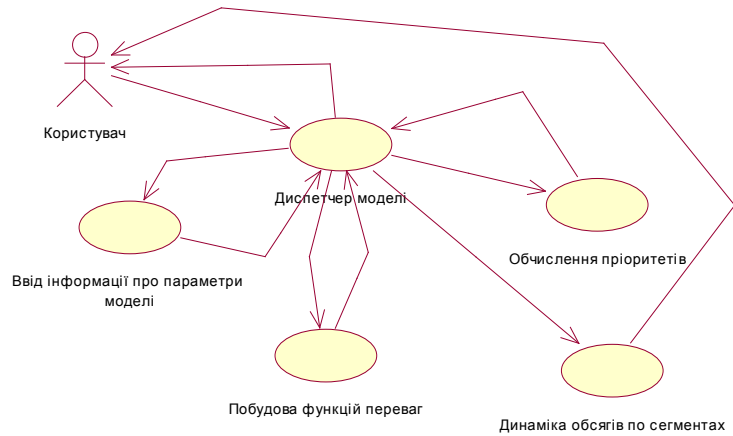 Користувач
Диспетчер моделі
Обчислення пріоритетів
Ввід інформації про параметри
моделі
Побудова функцій переваг
Динаміка обсягів по сегментах